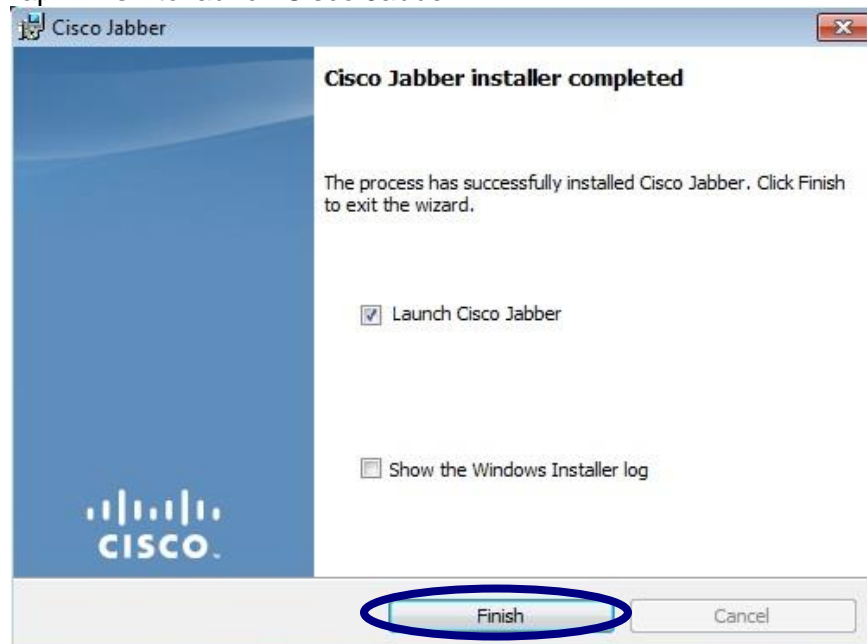 Cisco Jabber
Cisco Jabber installer completed
The process has successfully installed Cisco Jabber. Click Finish
to exit the wizard.
Launch Cisco Jabber
Show the Windows Installer log
CISCO.
Finish
Cancel